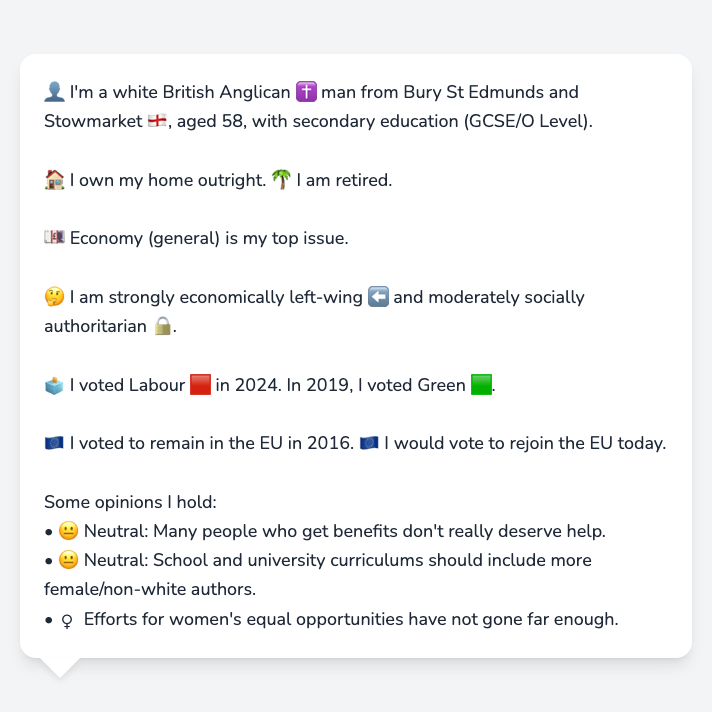 👤 I'm a white British Anglican ✝️ man from Bury St Edmunds and
Stowmarket 🏴󠁧󠁢󠁥󠁮󠁧󠁿, aged 58, with secondary education (GCSE/O Level).
🏠 I own my home outright. 🌴 I am retired.
💷 Economy (general) is my top issue.
🤔 I am strongly economically left-wing ⬅️ and moderately socially
authoritarian 🔒.
🗳️ I voted Labour 🟥 in 2024. In 2019, I voted Green 🟩.
🇪🇺 I voted to remain in the EU in 2016. 🇪🇺 I would vote to rejoin the EU today.
Some opinions I hold:
• 😐 Neutral: Many people who get benefits don't really deserve help.
• 😐 Neutral: School and university curriculums should include more
female/non-white authors.
• ♀ Efforts for women's equal opportunities have not gone far enough.